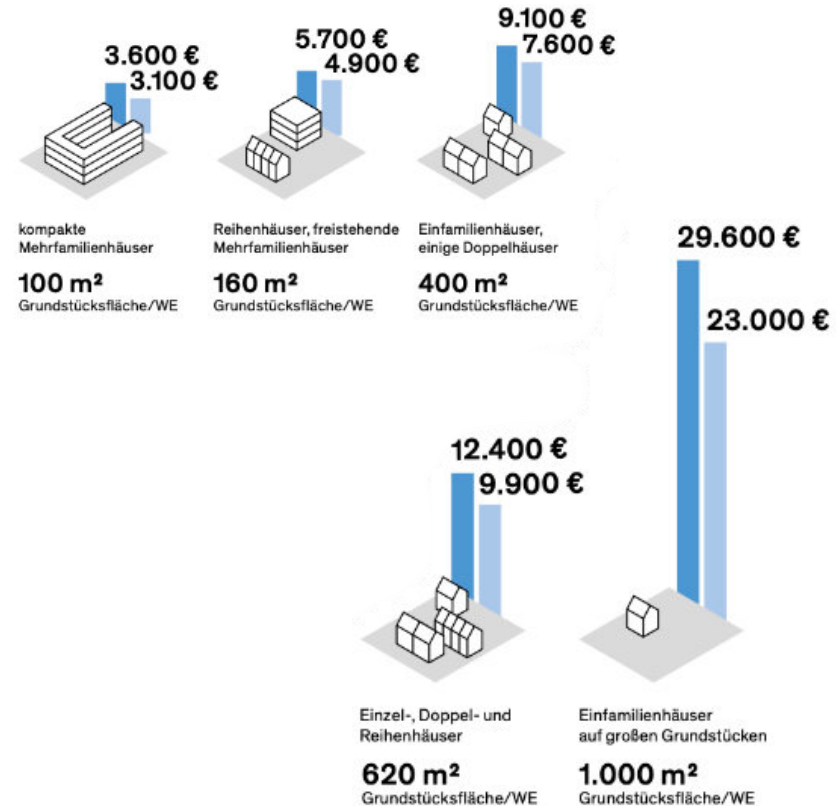 3.600 €
3.100 €
kompakte
Mehrfamilienhäuser
100 m²
Grundstücksfläche/WE
5.700 €
4.900 €
Reihenhäuser, freistehende
Mehrfamilienhäuser
160 m²
Grundstücksfläche/WE
9.100 €
7.600 €
Einfamilienhäuser,
einige Doppelhäuser
400 m²
Grundstücksfläche/WE
12.400 €
9.900 €
Einzel-, Doppel- und
Reihenhäuser
620 m²
Grundstücksfläche/WE
29.600 €
23.000 €
Einfamilienhäuser
auf großen Grundstücken
1.000 m²
Grundstücksfläche/WE